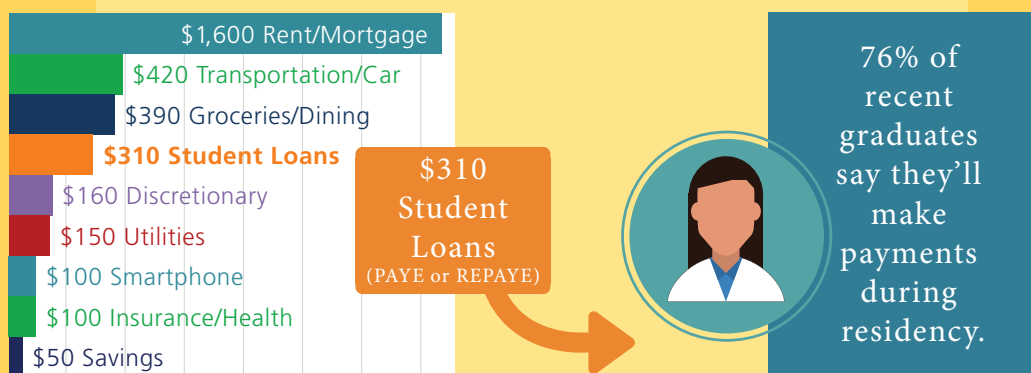 $1,600 Rent/Mortgage
$420 Transportation/Car
$390 Groceries/Dining
$310 Student Loans
$160 Discretionary
$150 Utilities
$100 Smartphone
$100 Insurance/Health
$50 Savings
$310
Student
Loans
(PAYE or REPAYE)
76% of
recent
graduates
say they’ll
make
payments
during
residency.